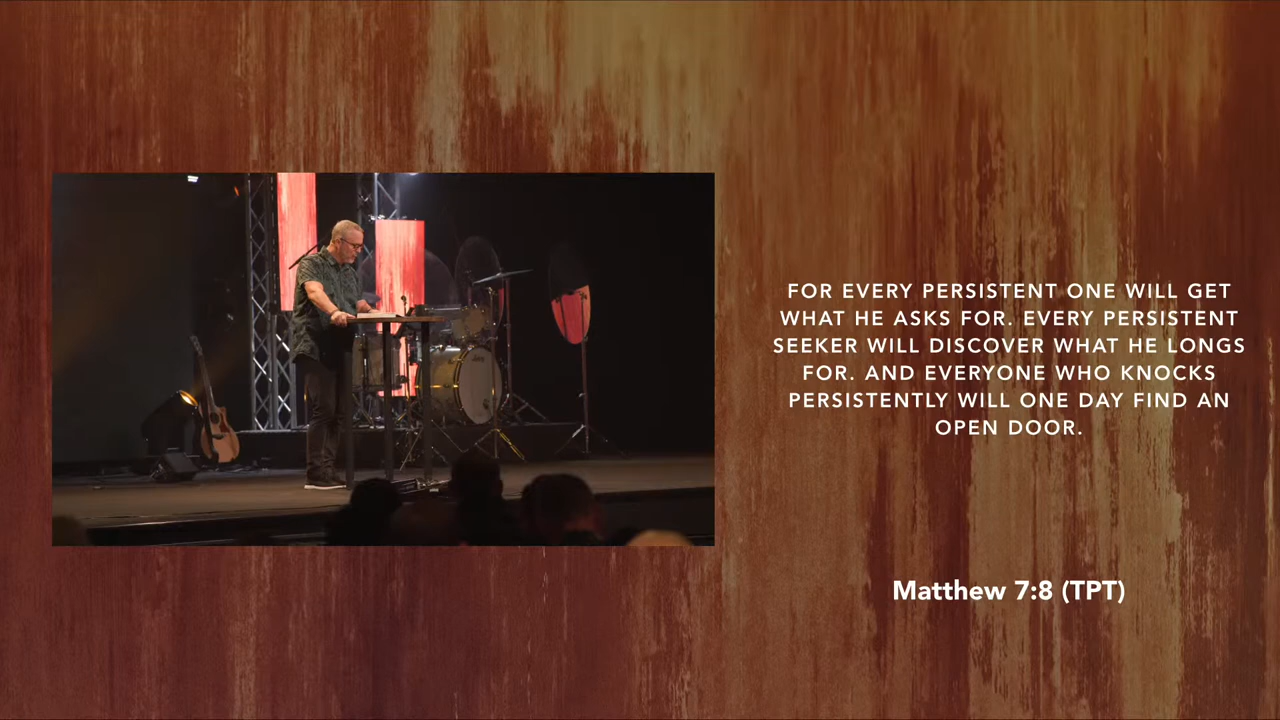 FOR EVERY PERSISTENT ONE WILL GET
WHAT HE ASKS FOR. EVERY PERSISTENT
SEEKER WILL DISCOVER WHAT HE LONGS
FOR. AND EVERYONE WHO KNOCKS
PERSISTENTLY WILL ONE DAY FIND AN
OPEN DOOR.
Matthew 7:8 (TPT)